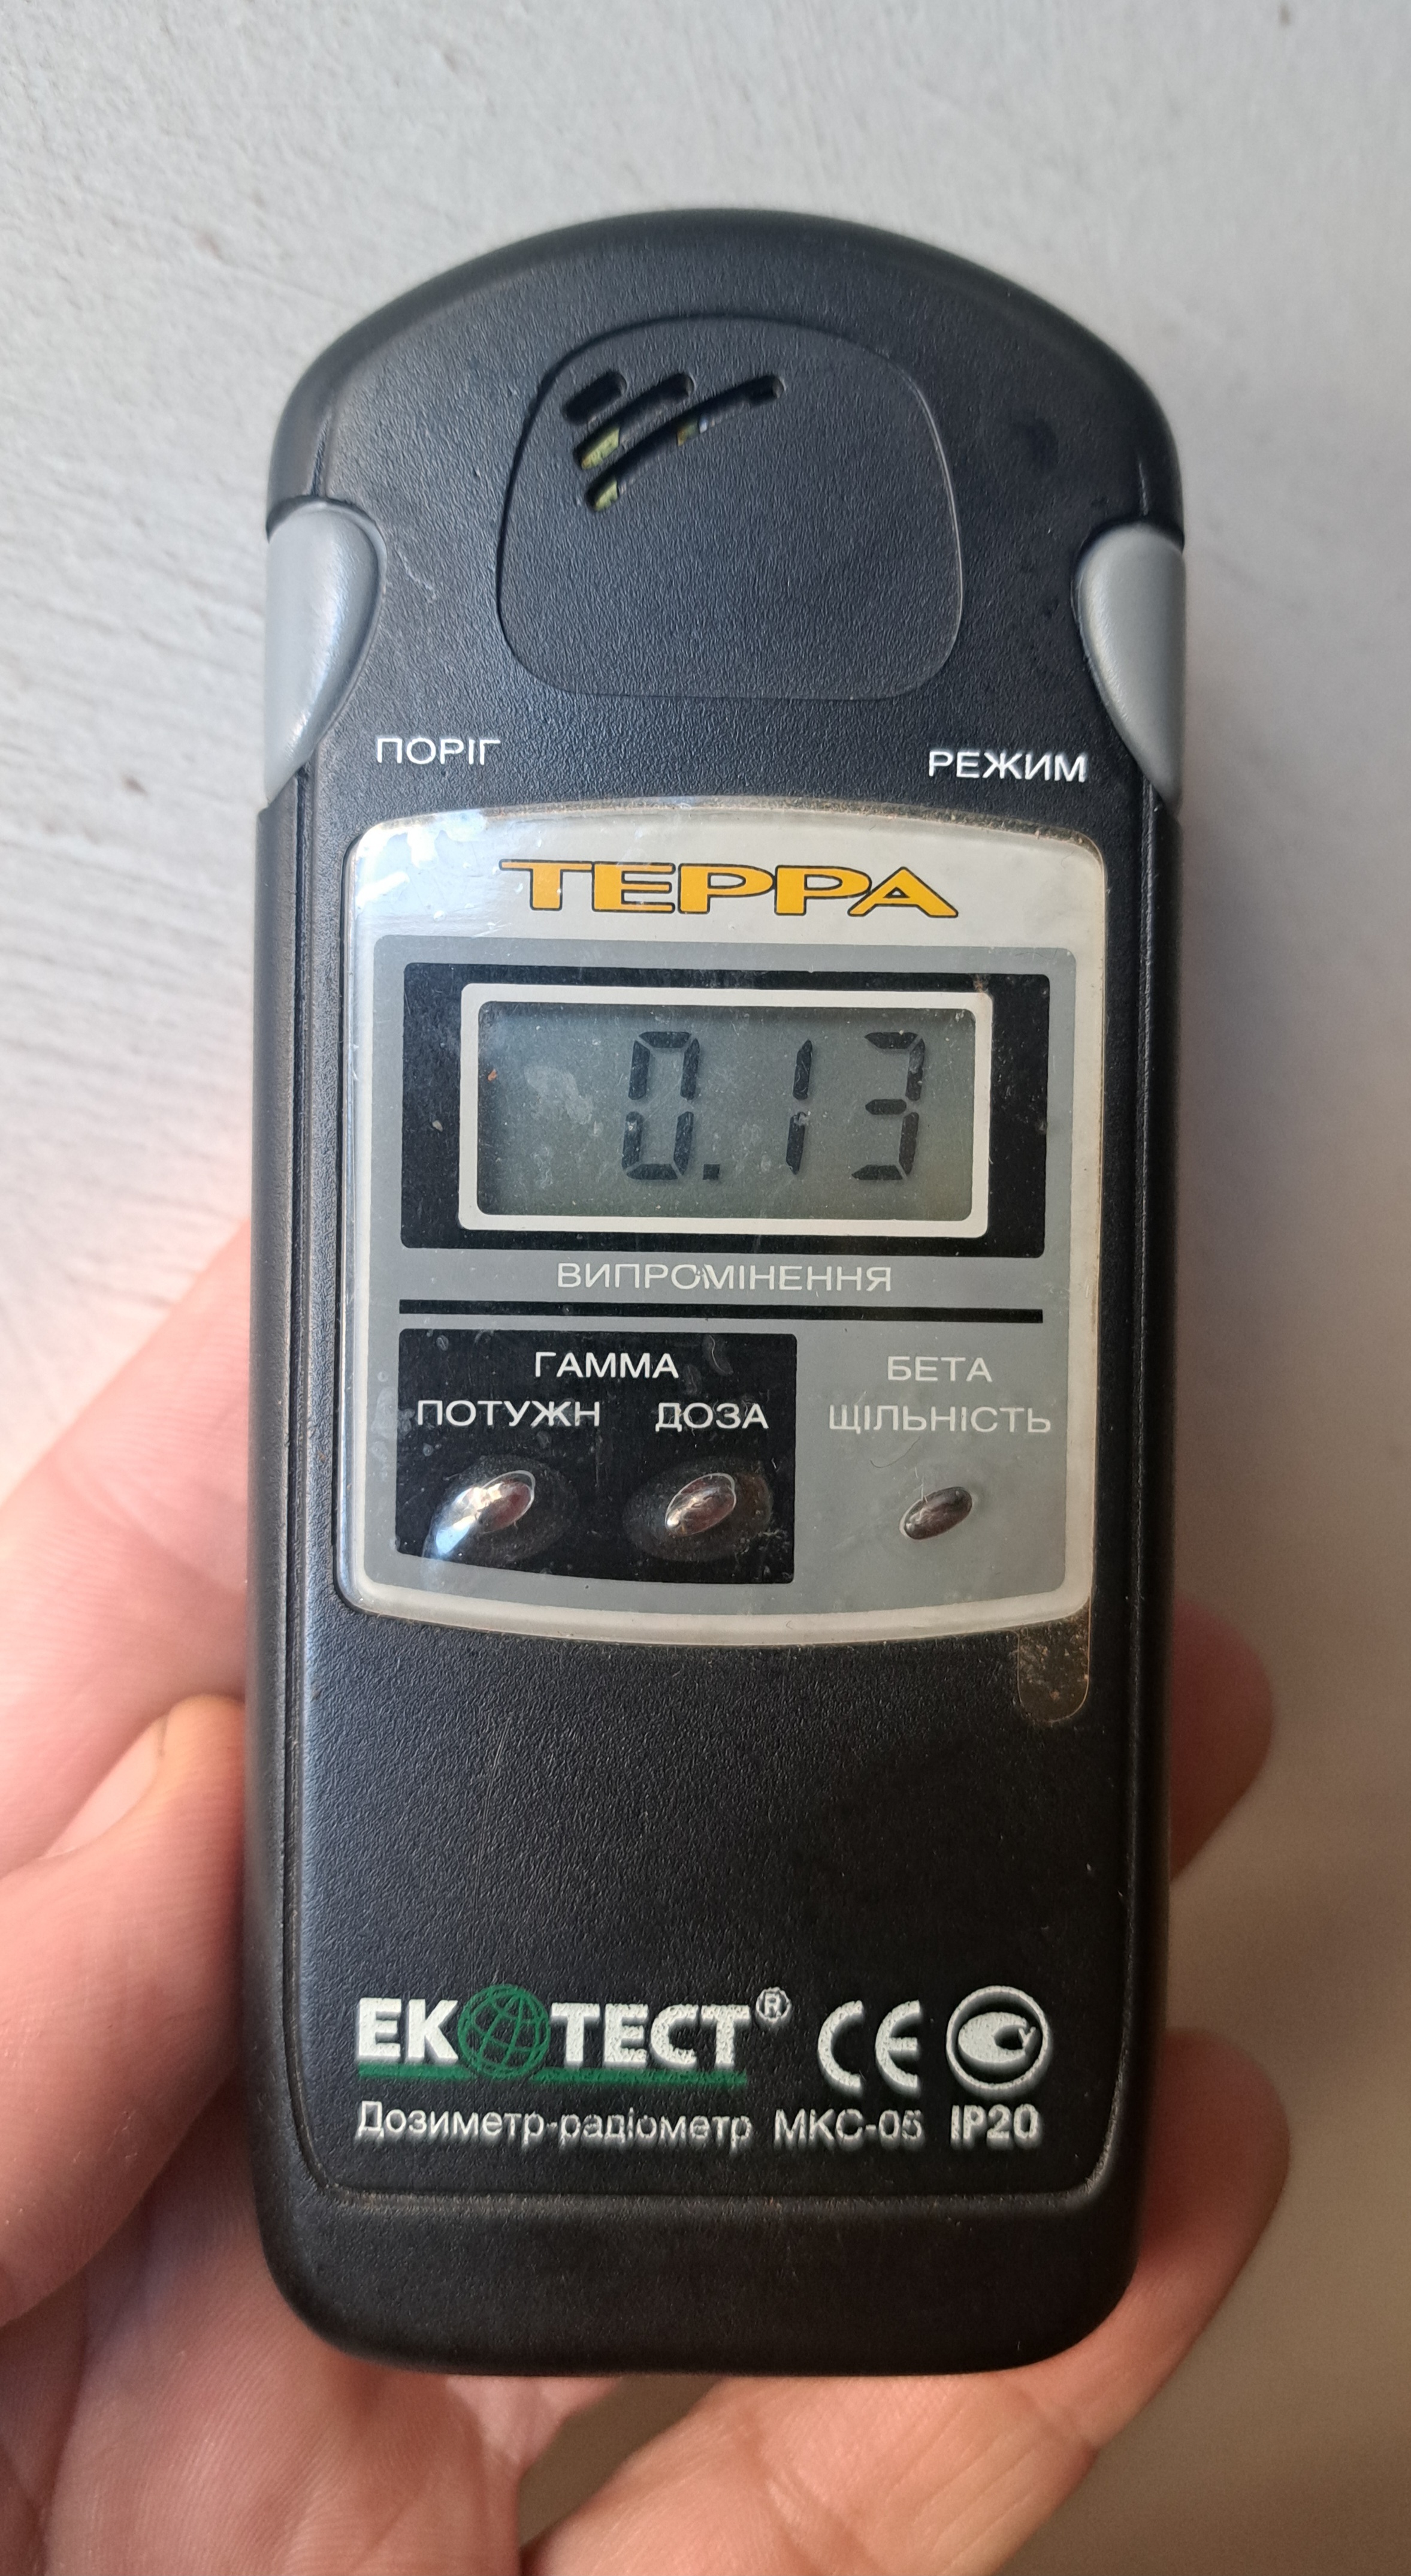 ПОРІГ РЕЖИМ
ТЕРРА
0.13
ВИПРОМІНЕННЯ
ГАММА БЕТА
ПОТУЖН ДОЗА ЩІЛЬНІСТЬ
ЕКОТЕСТ® CE
Дозиметр-радіометр МКС-05 IP20